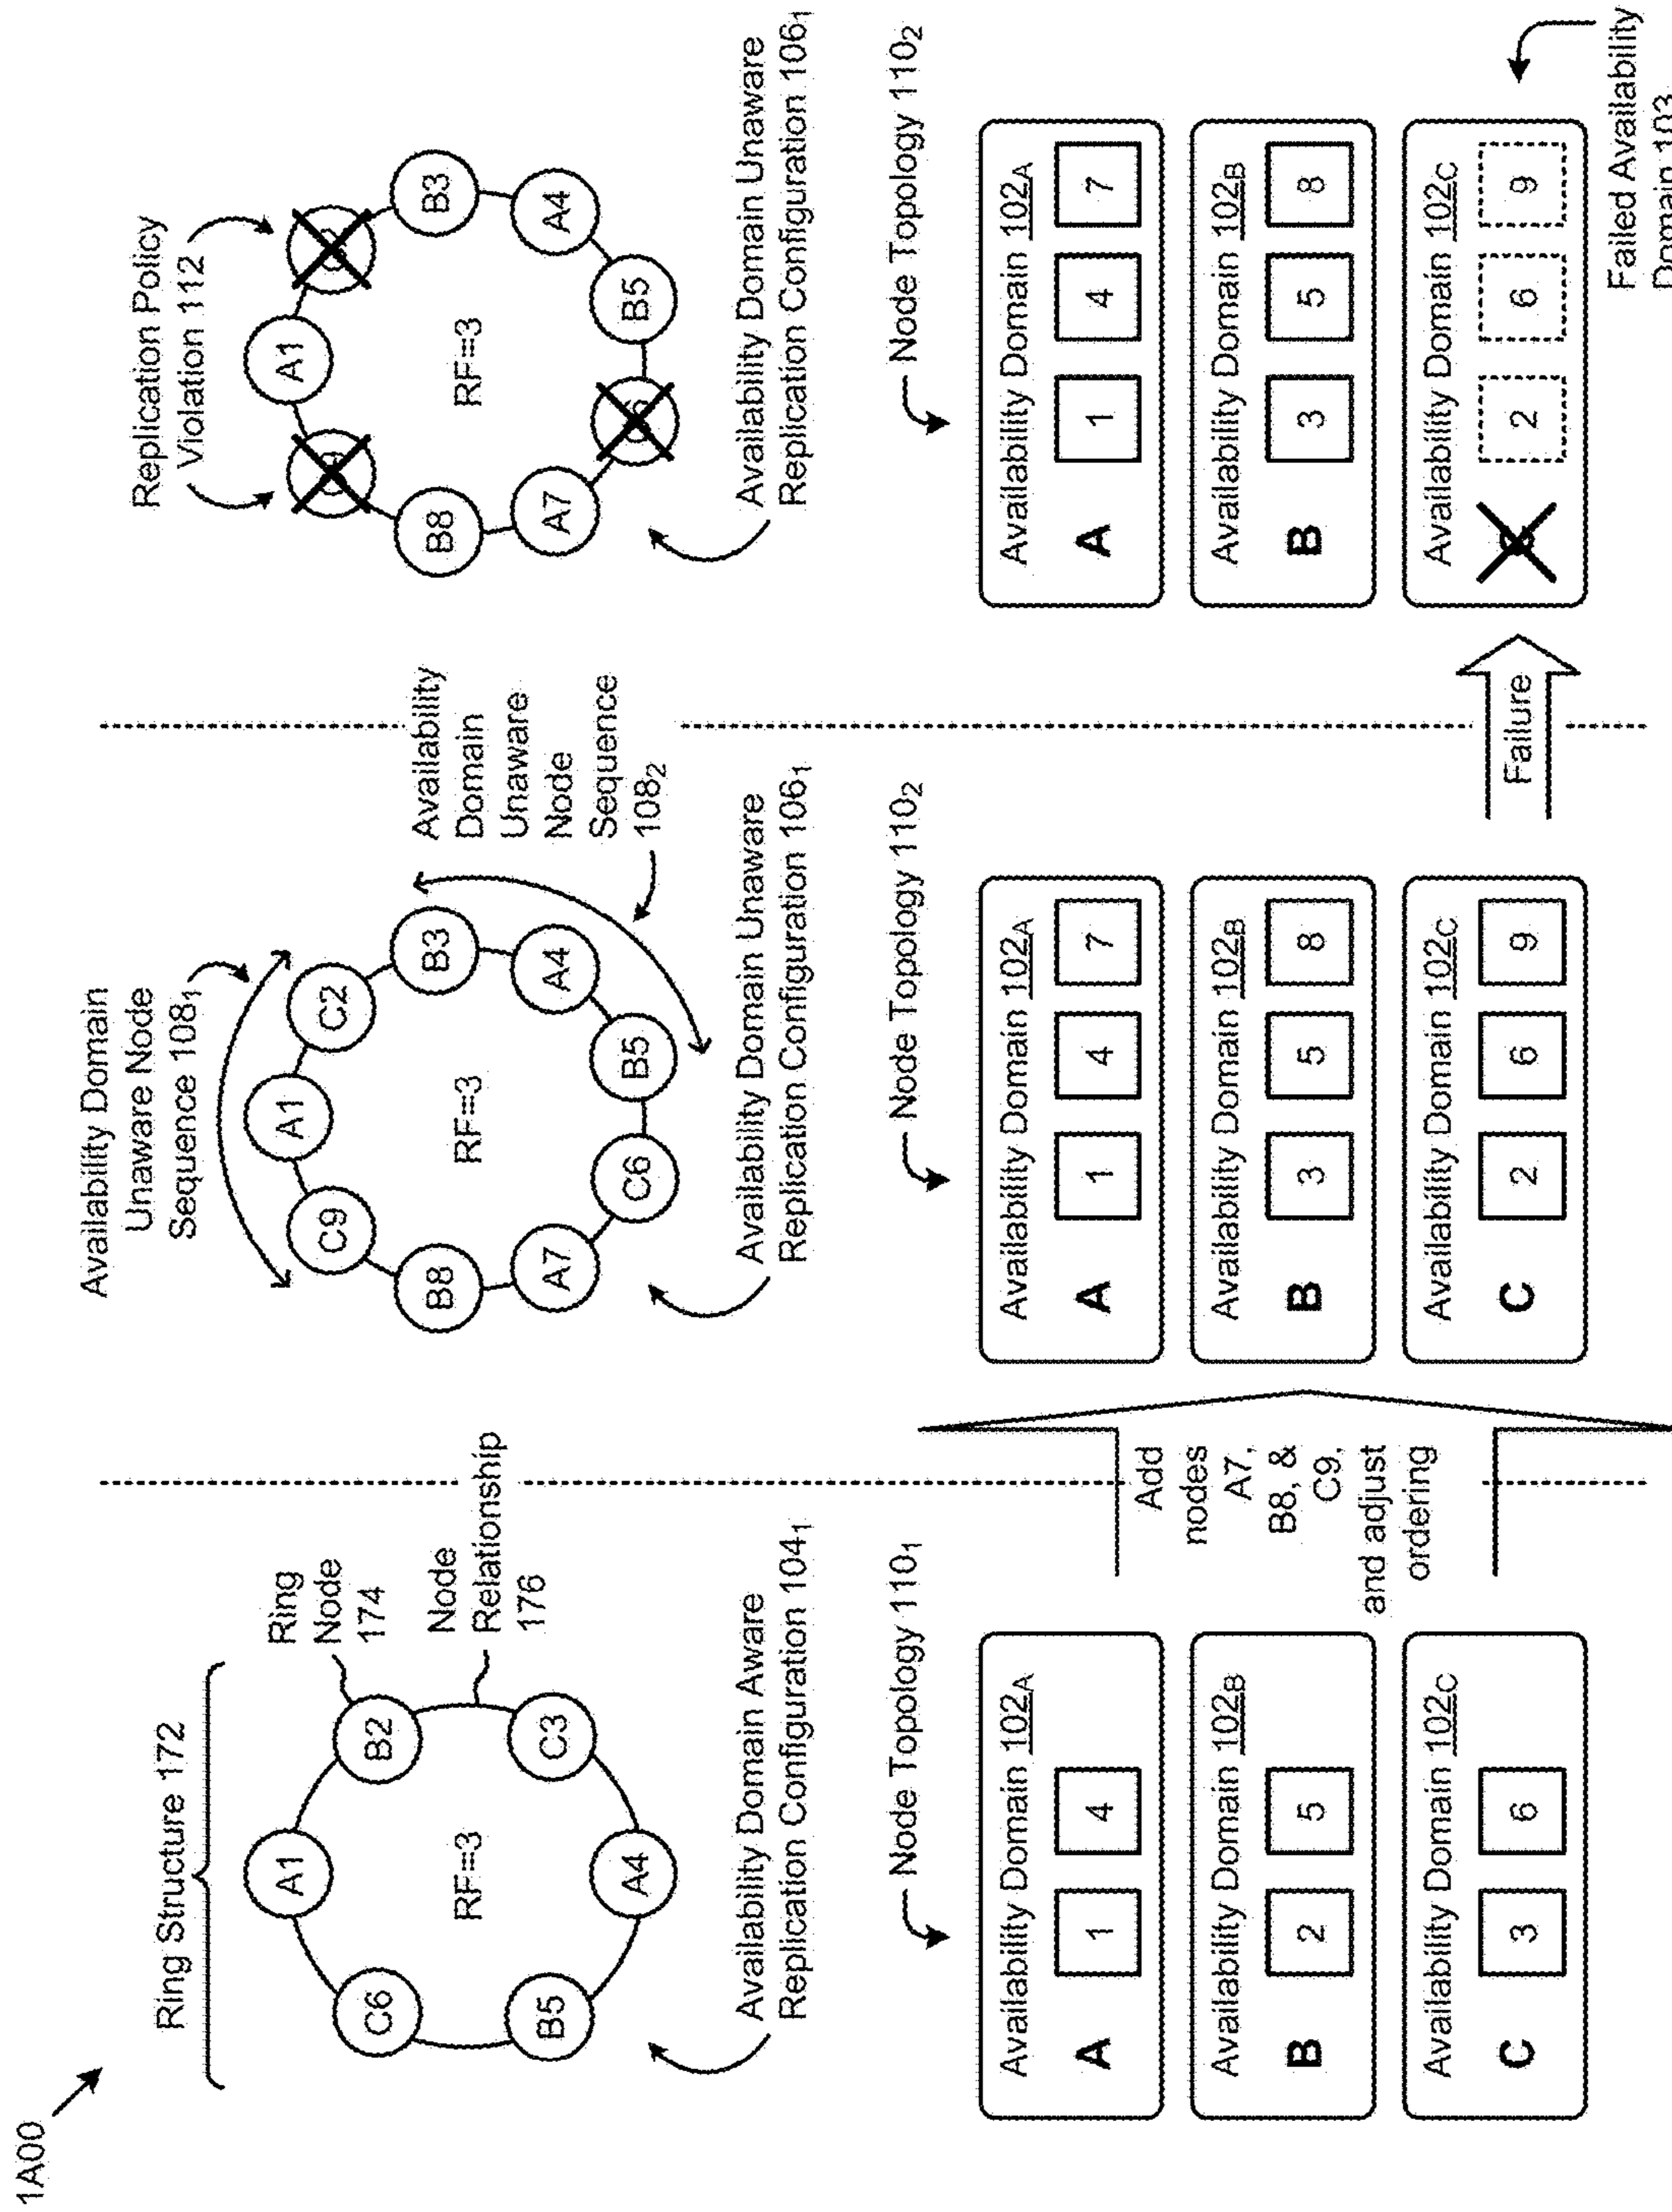 1A00
Ring Structure 172
A1
B2
C3
A4
B5
C6
RF=3
Ring
Node
174
Node
Relationship
176
Availability Domain Aware
Replication Configuration 104₁
Node Topology 110₁
Availability Domain 102A
A
1
4
Availability Domain 102B
B
2
5
Availability Domain 102C
C
3
6
Add
nodes
A7,
B8, &
C9,
and adjust
ordering
Availability Domain
Unaware Node
Sequence 108₁
A1
C2
B3
A4
B5
C6
A7
B8
C9
RF=3
Availability
Domain
Unaware
Node
Sequence
108₂
Availability Domain Unaware
Replication Configuration 106₁
Node Topology 110₂
Availability Domain 102A
A
1
4
7
Availability Domain 102B
B
3
5
8
Availability Domain 102C
C
2
6
9
Failure
Replication Policy
Violation 112
A1
B3
A4
B5
A7
B8
RF=3
Availability Domain Unaware
Replication Configuration 106₁
Node Topology 110₂
Availability Domain 102A
A
1
4
7
Availability Domain 102B
B
3
5
8
Availability Domain 102C
2
6
9
Failed Availability
Domain 103